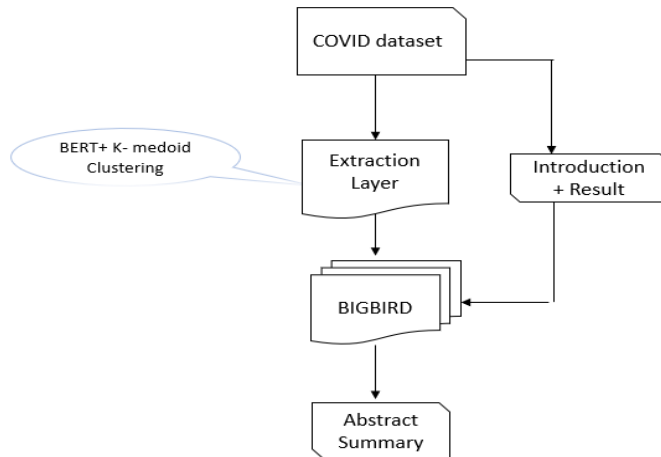 COVID dataset
BERT+ K- medoid
Clustering
Extraction
Layer
Introduction
+ Result
BIGBIRD
Abstract
Summary